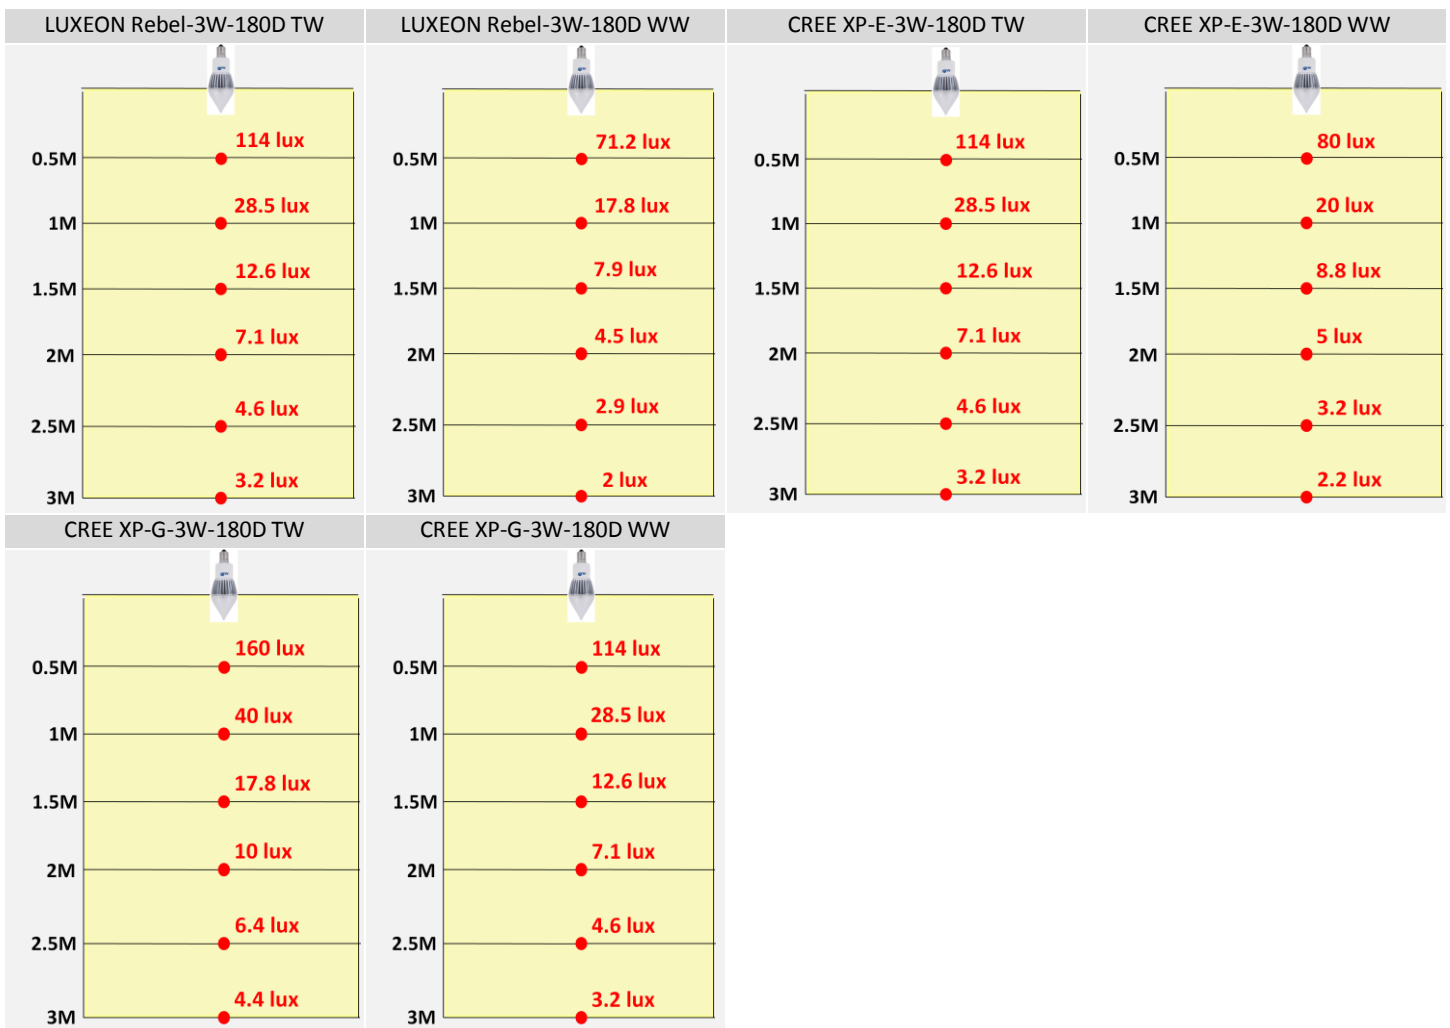 LUXEON Rebel-3W-180D TW
114 lux
0.5M
28.5 lux
1M
12.6 lux
1.5M
7.1 lux
2M
4.6 lux
2.5M
3.2 lux
3M
LUXEON Rebel-3W-180D WW
71.2 lux
0.5M
17.8 lux
1M
7.9 lux
1.5M
4.5 lux
2M
2.9 lux
2.5M
2 lux
3M
CREE XP-E-3W-180D TW
114 lux
0.5M
28.5 lux
1M
12.6 lux
1.5M
7.1 lux
2M
4.6 lux
2.5M
3.2 lux
3M
CREE XP-E-3W-180D WW
80 lux
0.5M
20 lux
1M
8.8 lux
1.5M
5 lux
2M
3.2 lux
2.5M
2.2 lux
3M
CREE XP-G-3W-180D TW
160 lux
0.5M
40 lux
1M
17.8 lux
1.5M
10 lux
2M
6.4 lux
2.5M
4.4 lux
3M
CREE XP-G-3W-180D WW
114 lux
0.5M
28.5 lux
1M
12.6 lux
1.5M
7.1 lux
2M
4.6 lux
2.5M
3.2 lux
3M